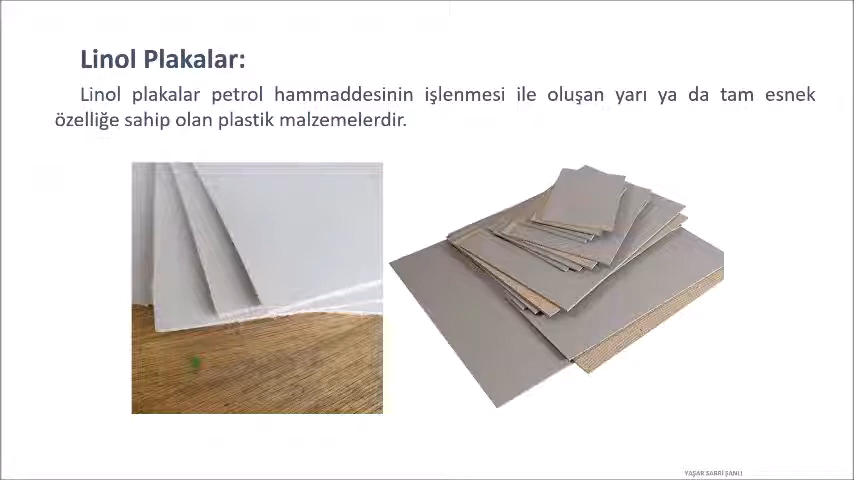 Linol Plakalar:
Linol plakalar petrol hammaddesinin işlenmesi ile oluşan yarı ya da tam esnek
özelliğe sahip olan plastik malzemelerdir.
YAŞAR SABRİ ŞANLI